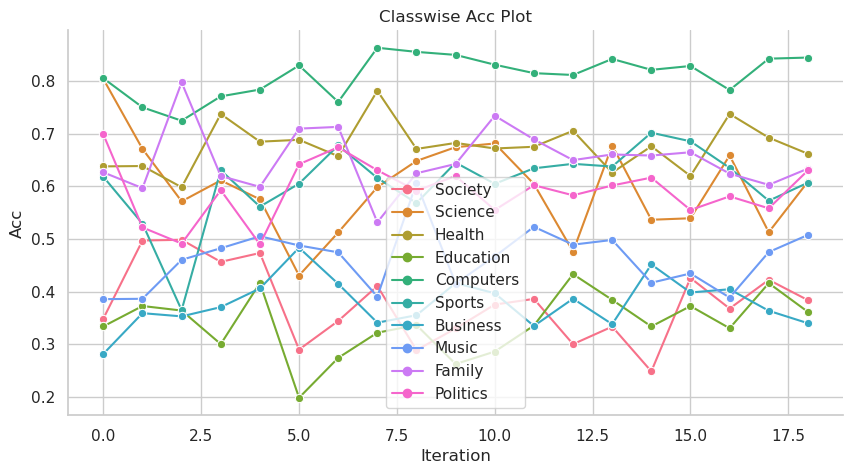 Classwise Acc Plot
Acc
0.8
0.7
0.6
0.5
0.4
0.3
0.2
Society
Science
Health
Education
Computers
Sports
Business
Music
Family
Politics
0.0 2.5 5.0 7.5 10.0 12.5 15.0 17.5
Iteration